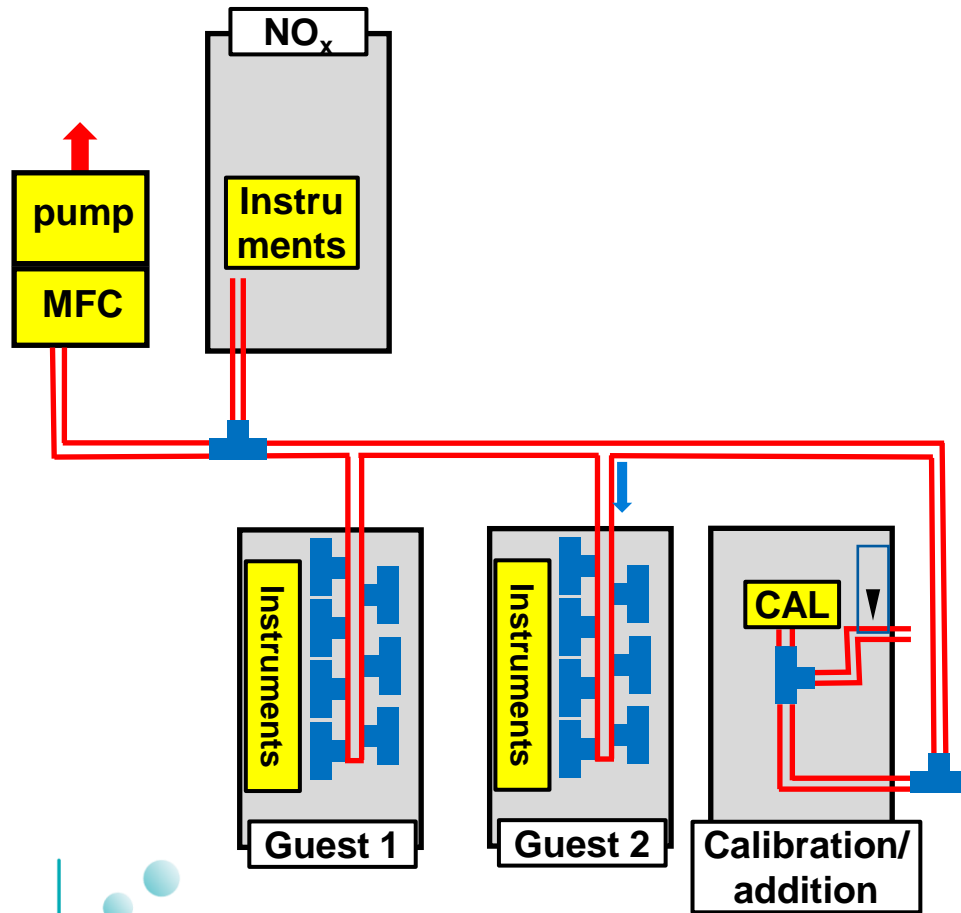 NOx
pump
MFC
Instru
ments
Instruments
Guest 1
Instruments
Guest 2
CAL
Calibration/
addition